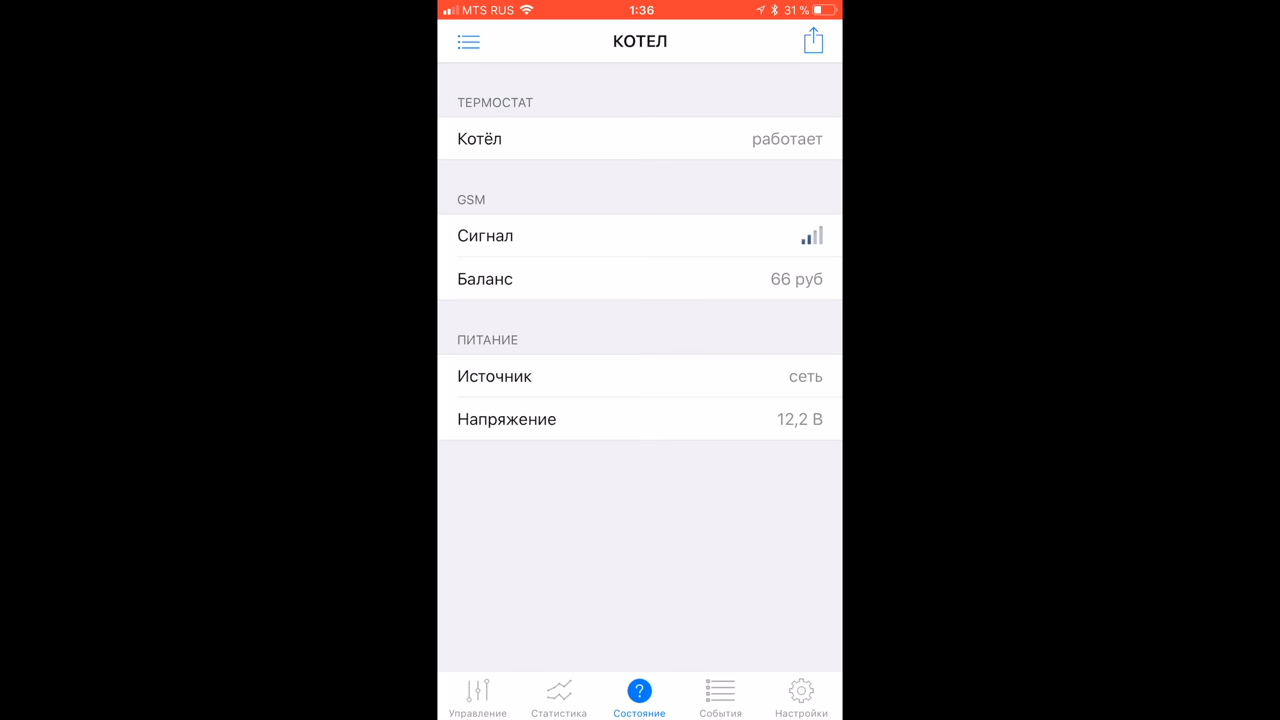 MTS RUS 1:36 31 %
КОТЕЛ
ТЕРМОСТАТ
Котёл работает
GSM
Сигнал
Баланс 66 руб
ПИТАНИЕ
Источник сеть
Напряжение 12,2 В
?
Управление Статистика Состояние События Настройки